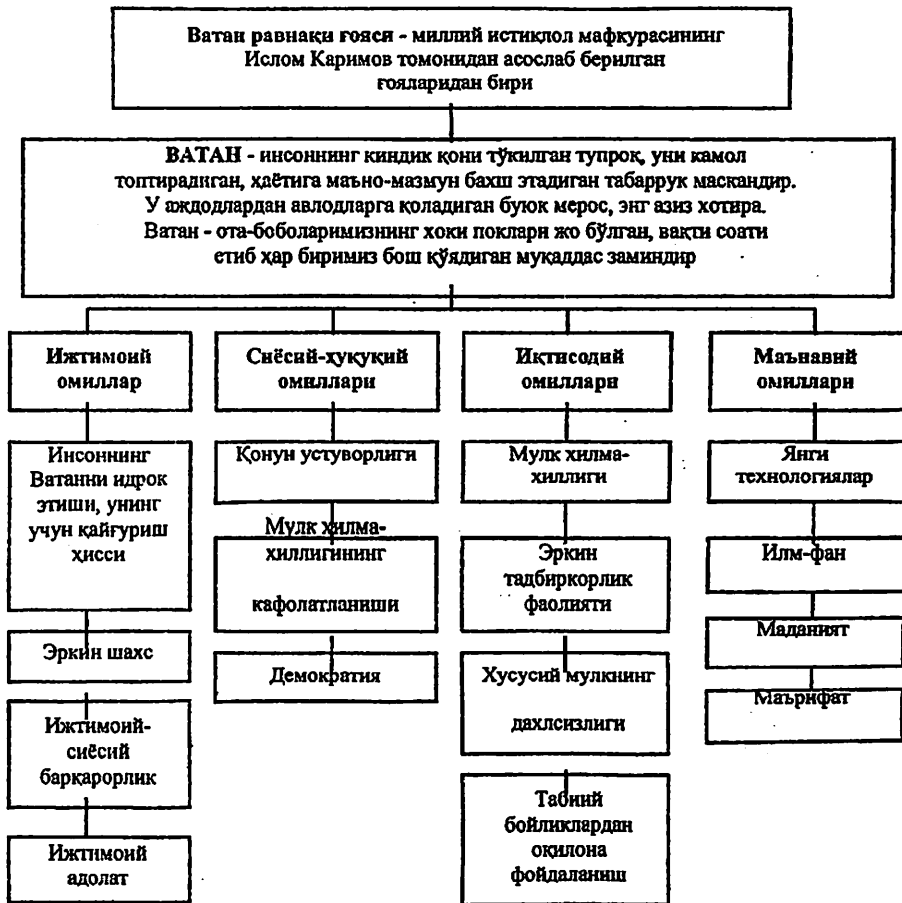 Ватан равнақи ғояси - миллий истиқлол мафкурасининг
Ислом Каримов томонидан асослаб берилган
ғояларидан бири
ВАТАН - инсоннинг киндик қони тўкилган тупроқ, уни камол
топтирадиган, ҳаётига маъно-мазмун бахш этадиган табаррук маскандир.
У аждодлардан авлодларга қоладиган буюк мерос, энг азиз хотира.
Ватан - ота-боболаримизнинг хоки поклари жо бўлган, вақти соати
етиб ҳар биримиз бош қўядиган муқаддас заминдир
Ижтимоий
омиллар
Инсоннинг
Ватанни идрок
этиши, унинг
учун қайғуриш
ҳисси
Эркин шахс
Ижтимоий-
сиёсий
барқарорлик
Ижтимоий
адолат
Сиёсий-ҳуқуқий
омиллари
Қонун устуворлиги
Мулк хилма-
хиллигининг
кафолатланиши
Демократия
Иқтисодий
омиллари
Мулк хилма-
хиллиги
Эркин
тадбиркорлик
фаолияти
Хусусий мулкнинг
дахлсизлиги
Табиий
бойликлардан
оқилона
фойдаланиш
Маънавий
омиллари
Янги
технологиялар
Илм-фан
Маданият
Маърифат